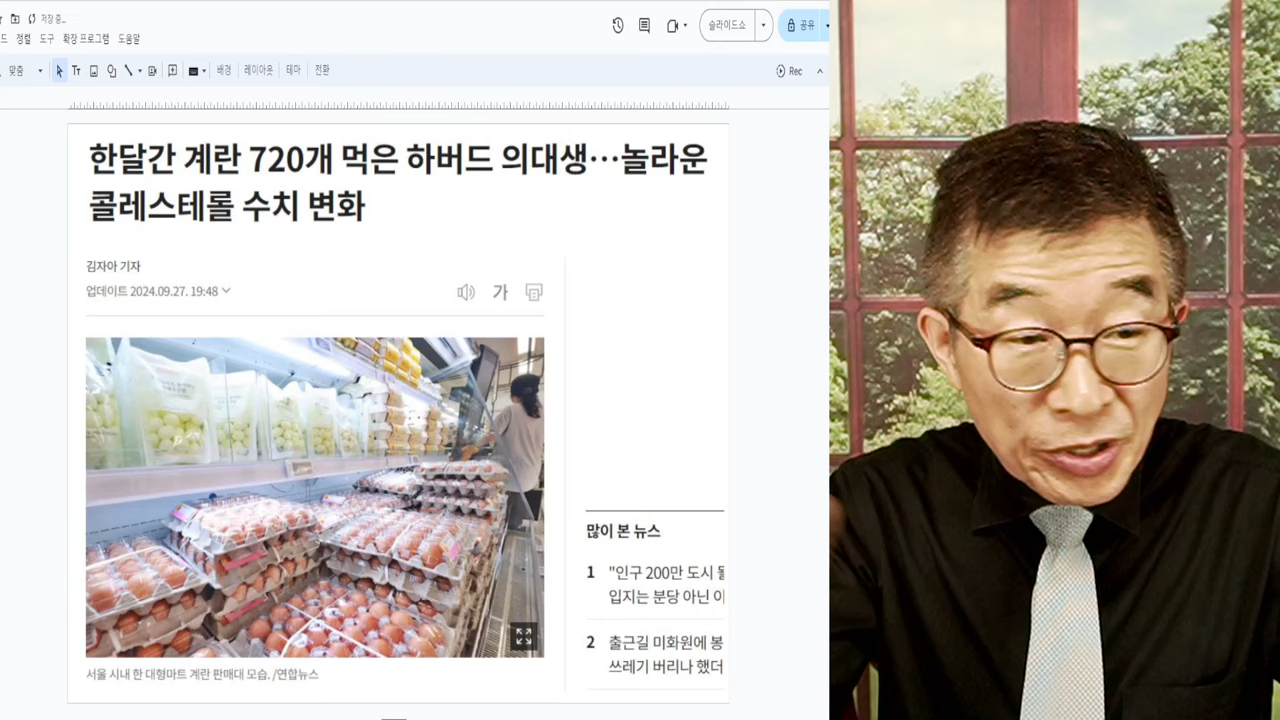 저장 중...
슬라이드쇼
공유
드 정렬 도구 확장 프로그램 도움말
맞춤 Tr 배경 레이아웃 테마 전환 Rec
한달간 계란 720개 먹은 하버드 의대생…놀라운
콜레스테롤 수치 변화
김자아 기자
업데이트 2024.09.27. 19:48
가
서울 시내 한 대형마트 계란 판매대 모습. /연합뉴스
많이 본 뉴스
1 "인구 200만 도시
입지는 분당 아닌
2 출근길 미화원에 봉
쓰레기 버리나 했더